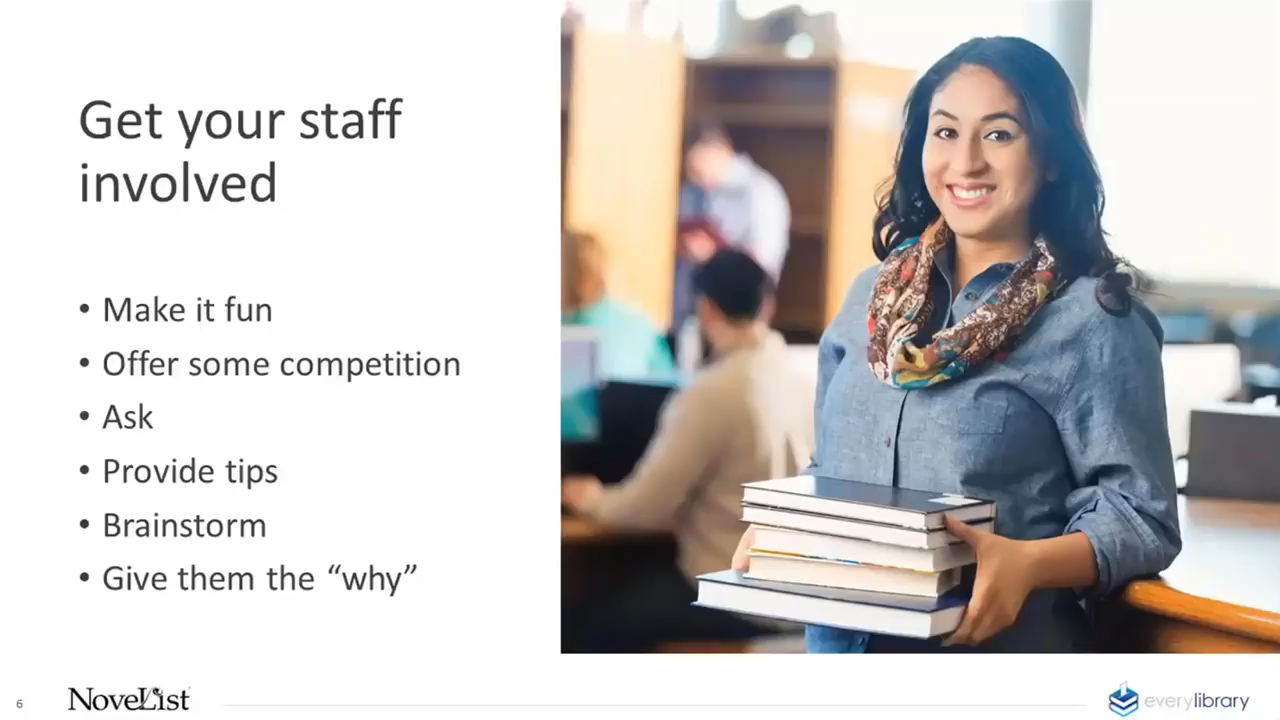 Get your staff
involved
• Make it fun
• Offer some competition
• Ask
• Provide tips
• Brainstorm
• Give them the “why”
6
NoveList
everylibrary